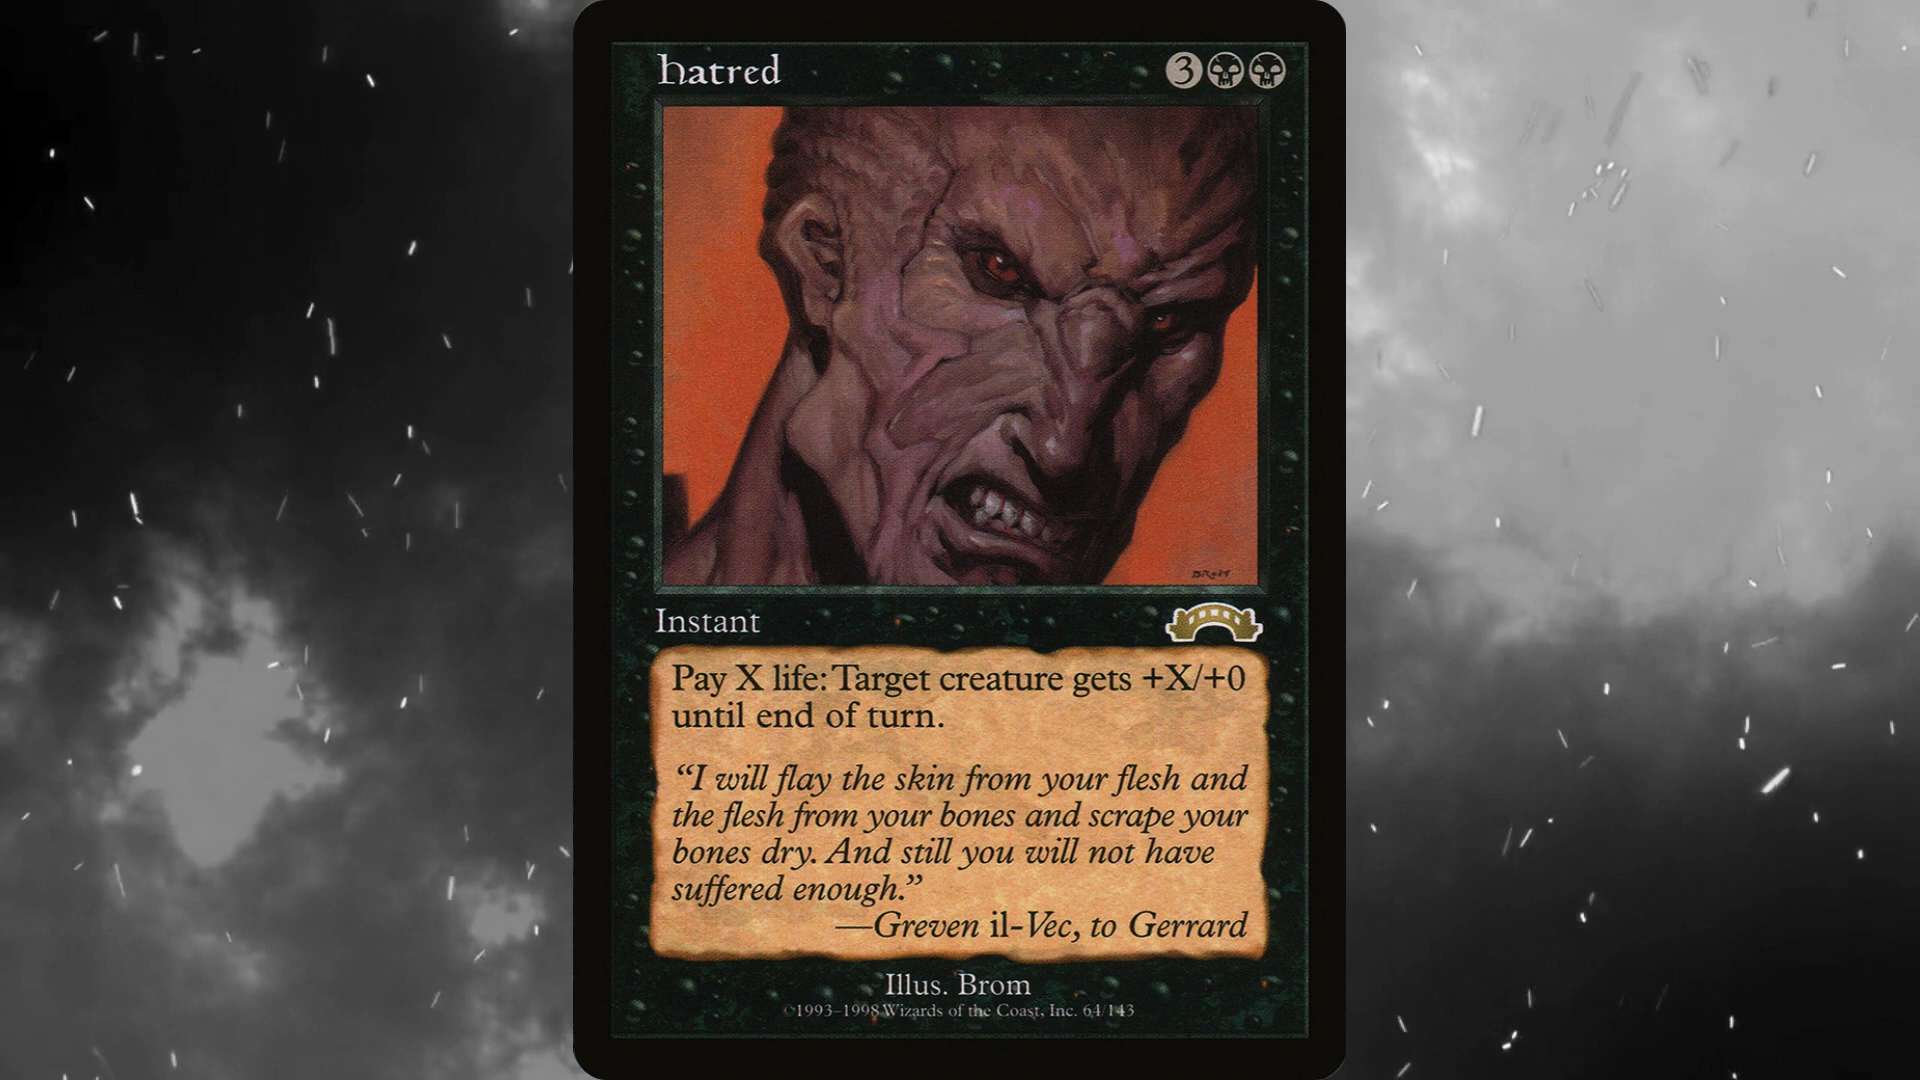 hatred
3
BROM
Instant
Pay X life: Target creature gets +X/+0
until end of turn.
“I will flay the skin from your flesh and
the flesh from your bones and scrape your
bones dry. And still you will not have
suffered enough.”
—Greven il-Vec, to Gerrard
Illus. Brom
©1993–1998 Wizards of the Coast, Inc. 64/143